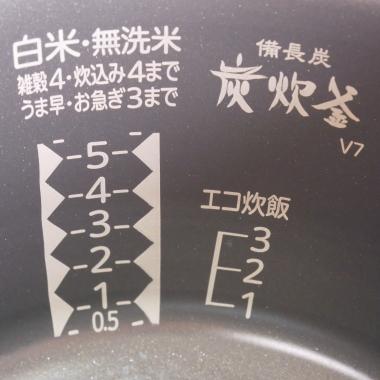 白米・無洗米
雑穀4・炊込み4まで
うま早・お急ぎ3まで
5
4
3
2
1
0.5
備長炭
炭炊釜
V7
エコ炊飯
3
2
1